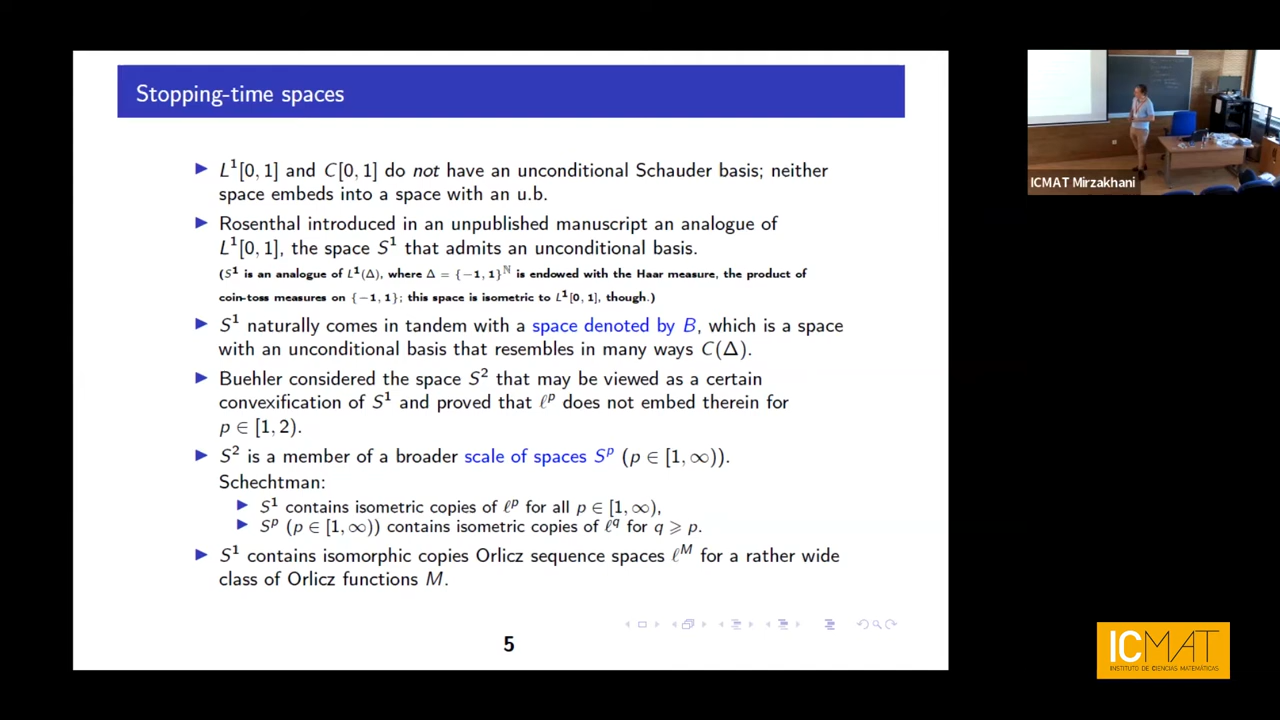 Stopping-time spaces
▶ L¹[0, 1] and C[0, 1] do not have an unconditional Schauder basis; neither
space embeds into a space with an u.b.
▶ Rosenthal introduced in an unpublished manuscript an analogue of
L¹[0, 1], the space S¹ that admits an unconditional basis.
(S¹ is an analogue of L¹(Δ), where Δ = {−1, 1}^ℕ is endowed with the Haar measure, the product of
coin-toss measures on {−1, 1}; this space is isometric to L¹[0, 1], though.)
▶ S¹ naturally comes in tandem with a space denoted by B, which is a space
with an unconditional basis that resembles in many ways C(Δ).
▶ Buehler considered the space S² that may be viewed as a certain
convexification of S¹ and proved that ℓᵖ does not embed therein for
p ∈ [1, 2).
▶ S² is a member of a broader scale of spaces Sᵖ (p ∈ [1, ∞)).
Schechtman:
▶ S¹ contains isometric copies of ℓᵖ for all p ∈ [1, ∞),
▶ Sᵖ (p ∈ [1, ∞)) contains isometric copies of ℓ^q for q ⩾ p.
▶ S¹ contains isomorphic copies Orlicz sequence spaces ℓ^M for a rather wide
class of Orlicz functions M.
5
ICMAT Mirzakhani
ICMAT
INSTITUTO DE CIENCIAS MATEMÁTICAS